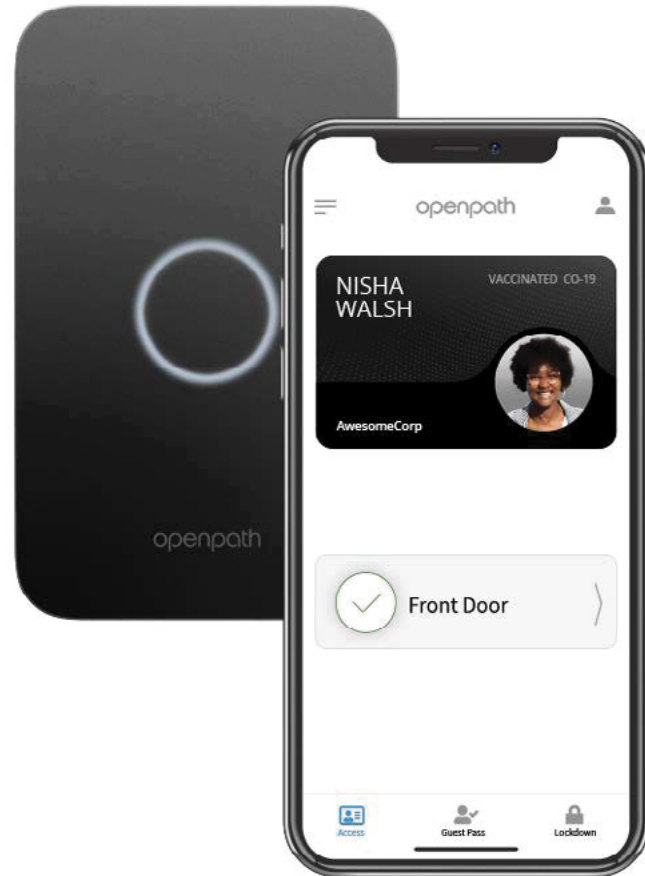 openpath
openpath
NISHA
WALSH
VACCINATED CO-19
AwesomeCorp
Front Door
Access
Guest Pass
Lockdown